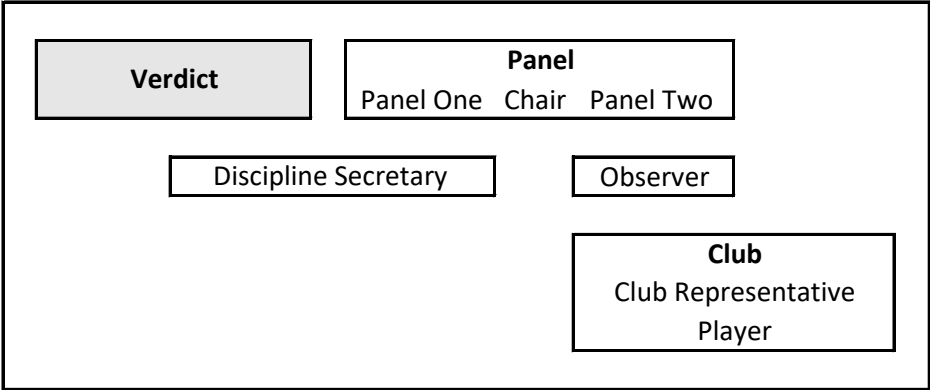 Verdict
Panel
Panel One Chair Panel Two
Discipline Secretary
Observer
Club
Club Representative
Player